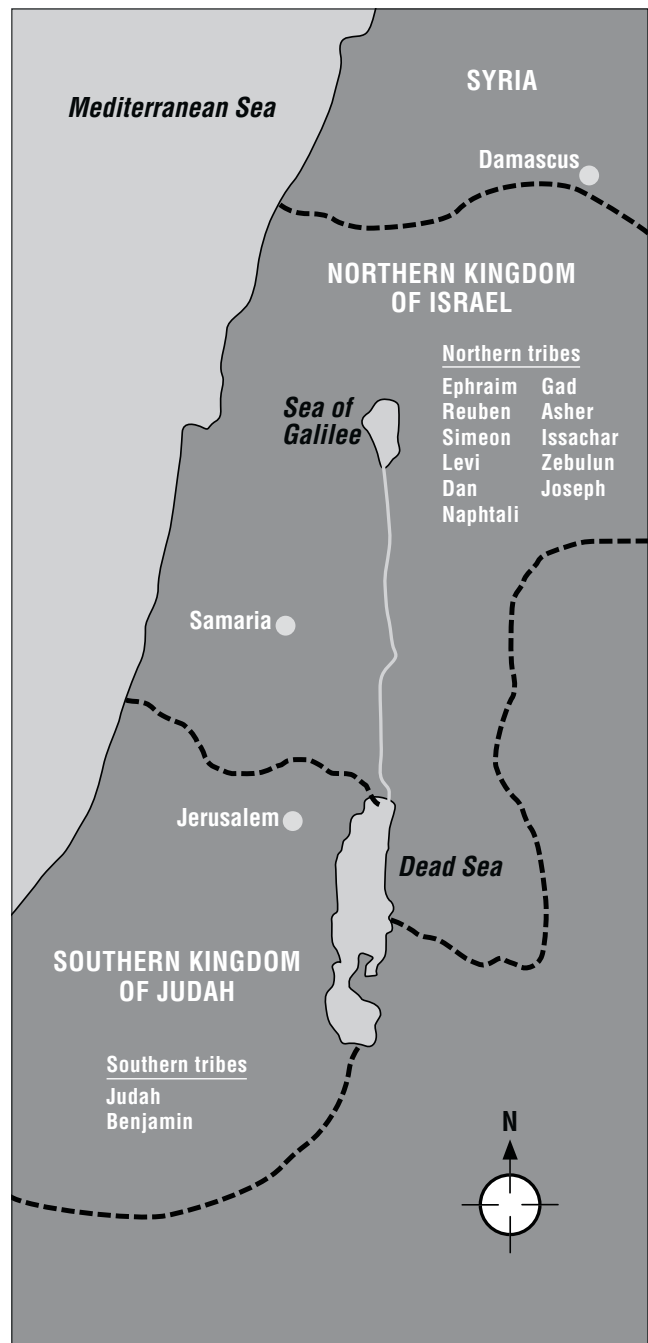 SYRIA
Mediterranean Sea
Damascus
NORTHERN KINGDOM
OF ISRAEL
Northern tribes
Ephraim Gad
Reuben Asher
Simeon Issachar
Levi Zebulun
Dan Joseph
Naphtali
Sea of
Galilee
Samaria
Jerusalem
Dead Sea
SOUTHERN KINGDOM
OF JUDAH
Southern tribes
Judah
Benjamin
N